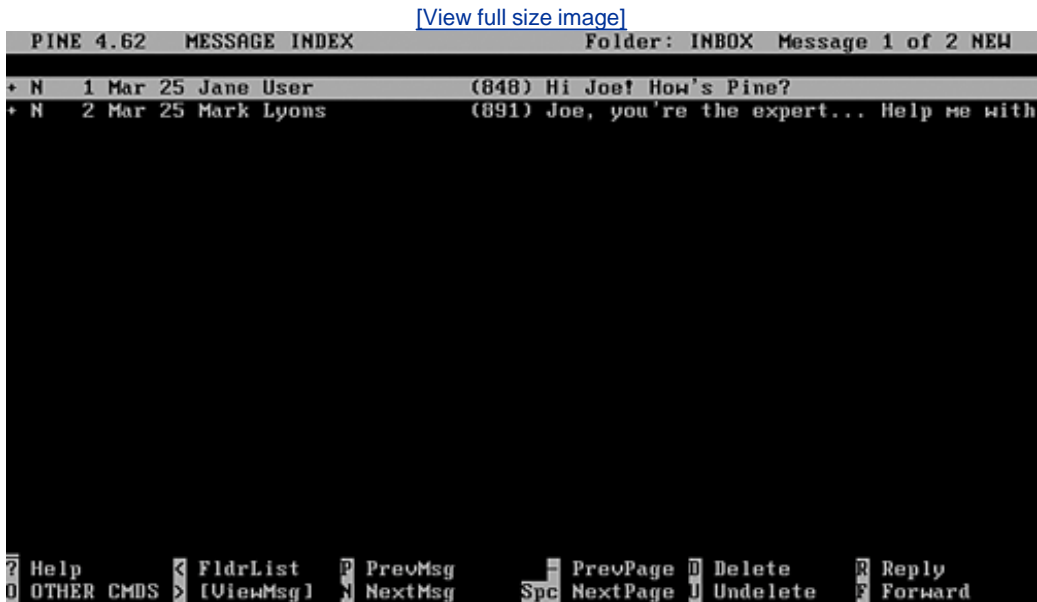 [View full size image]
PINE 4.62 MESSAGE INDEX Folder: INBOX Message 1 of 2 NEW
+ N 1 Mar 25 Jane User (848) Hi Joe! How's Pine?
+ N 2 Mar 25 Mark Lyons (891) Joe, you're the expert... Help me with
? Help < FldrList P PrevMsg - PrevPage D Delete R Reply
O OTHER CMDS > [ViewMsg] N NextMsg Spc NextPage U Undelete F Forward